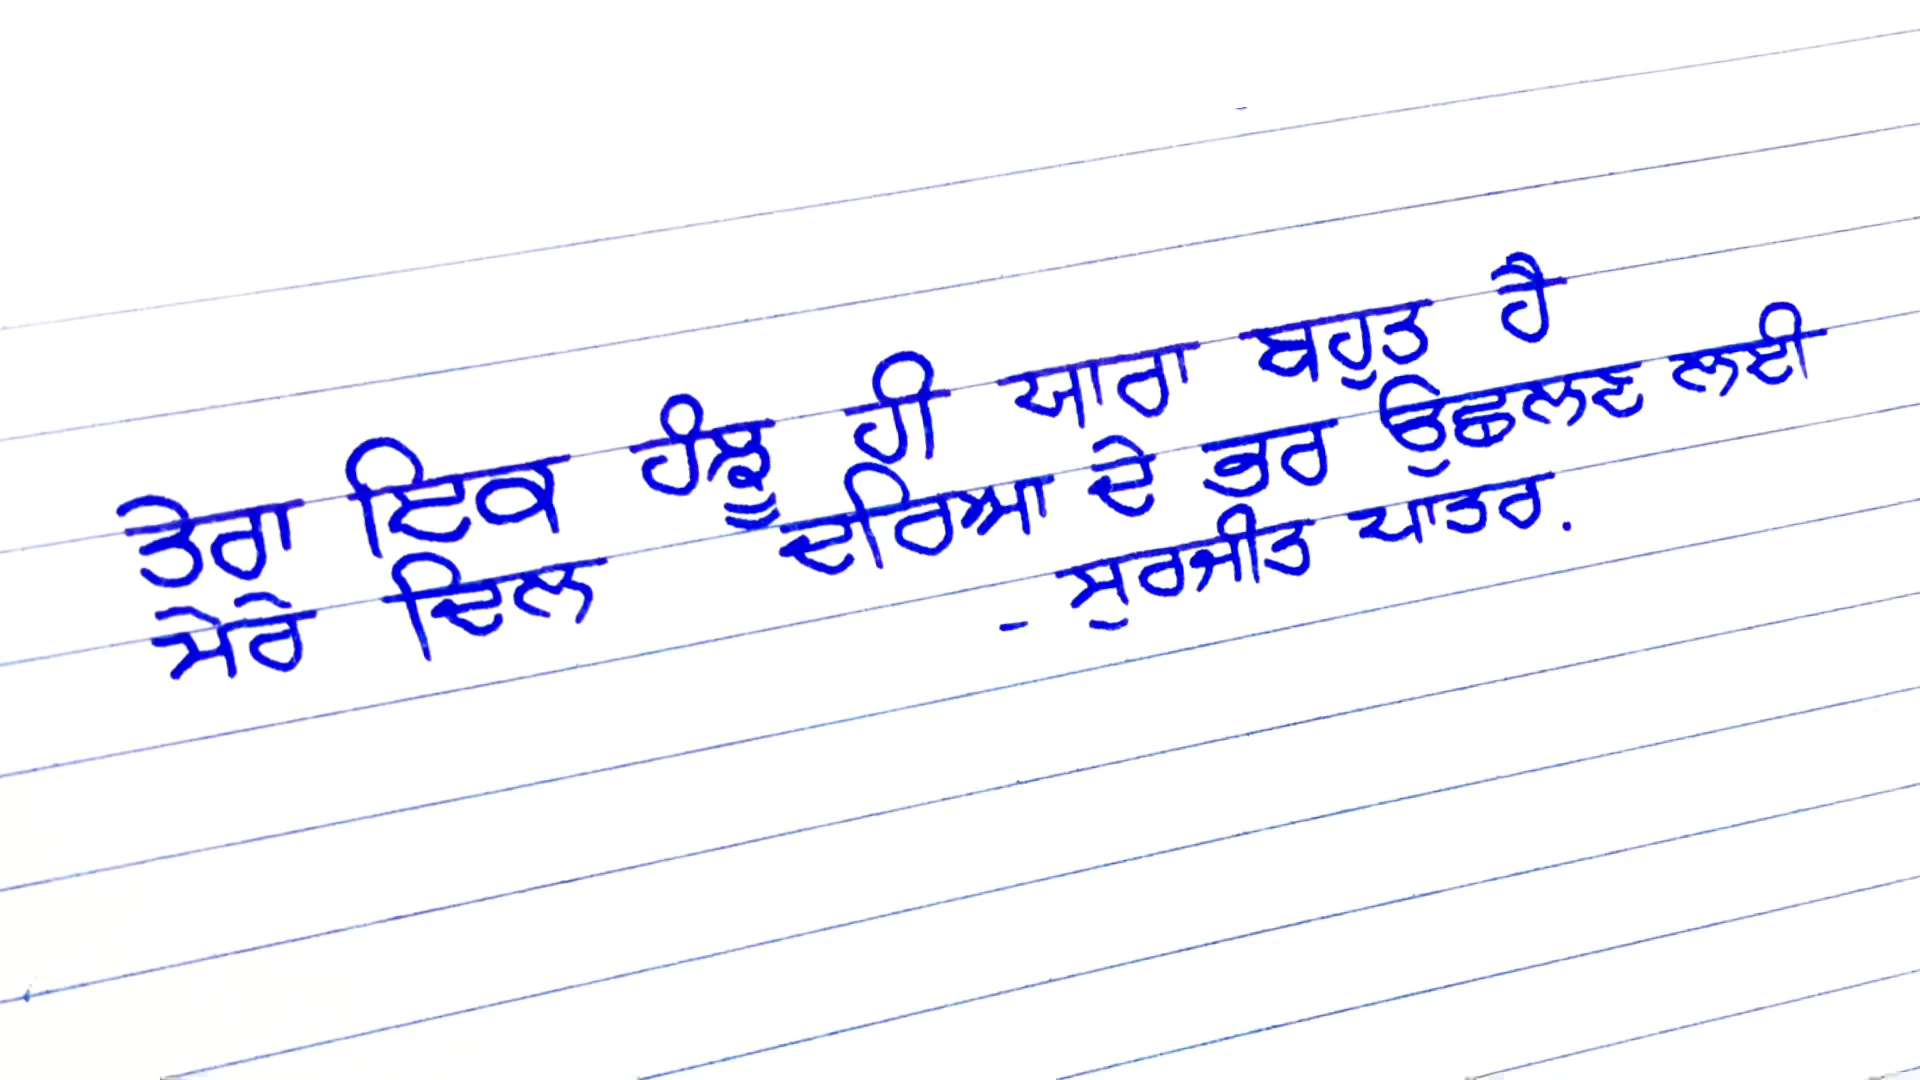 ਤੇਰਾ ਇਕ ਹੰਝੂ ਹੀ ਯਾਰਾ ਬਹੁਤ ਹੈ
ਮੇਰੇ ਦਿਲ ਦਰਿਆ ਦੇ ਭਰ ਉਛਲਣ ਲਈ
- ਸੁਰਜੀਤ ਪਾਤਰ.